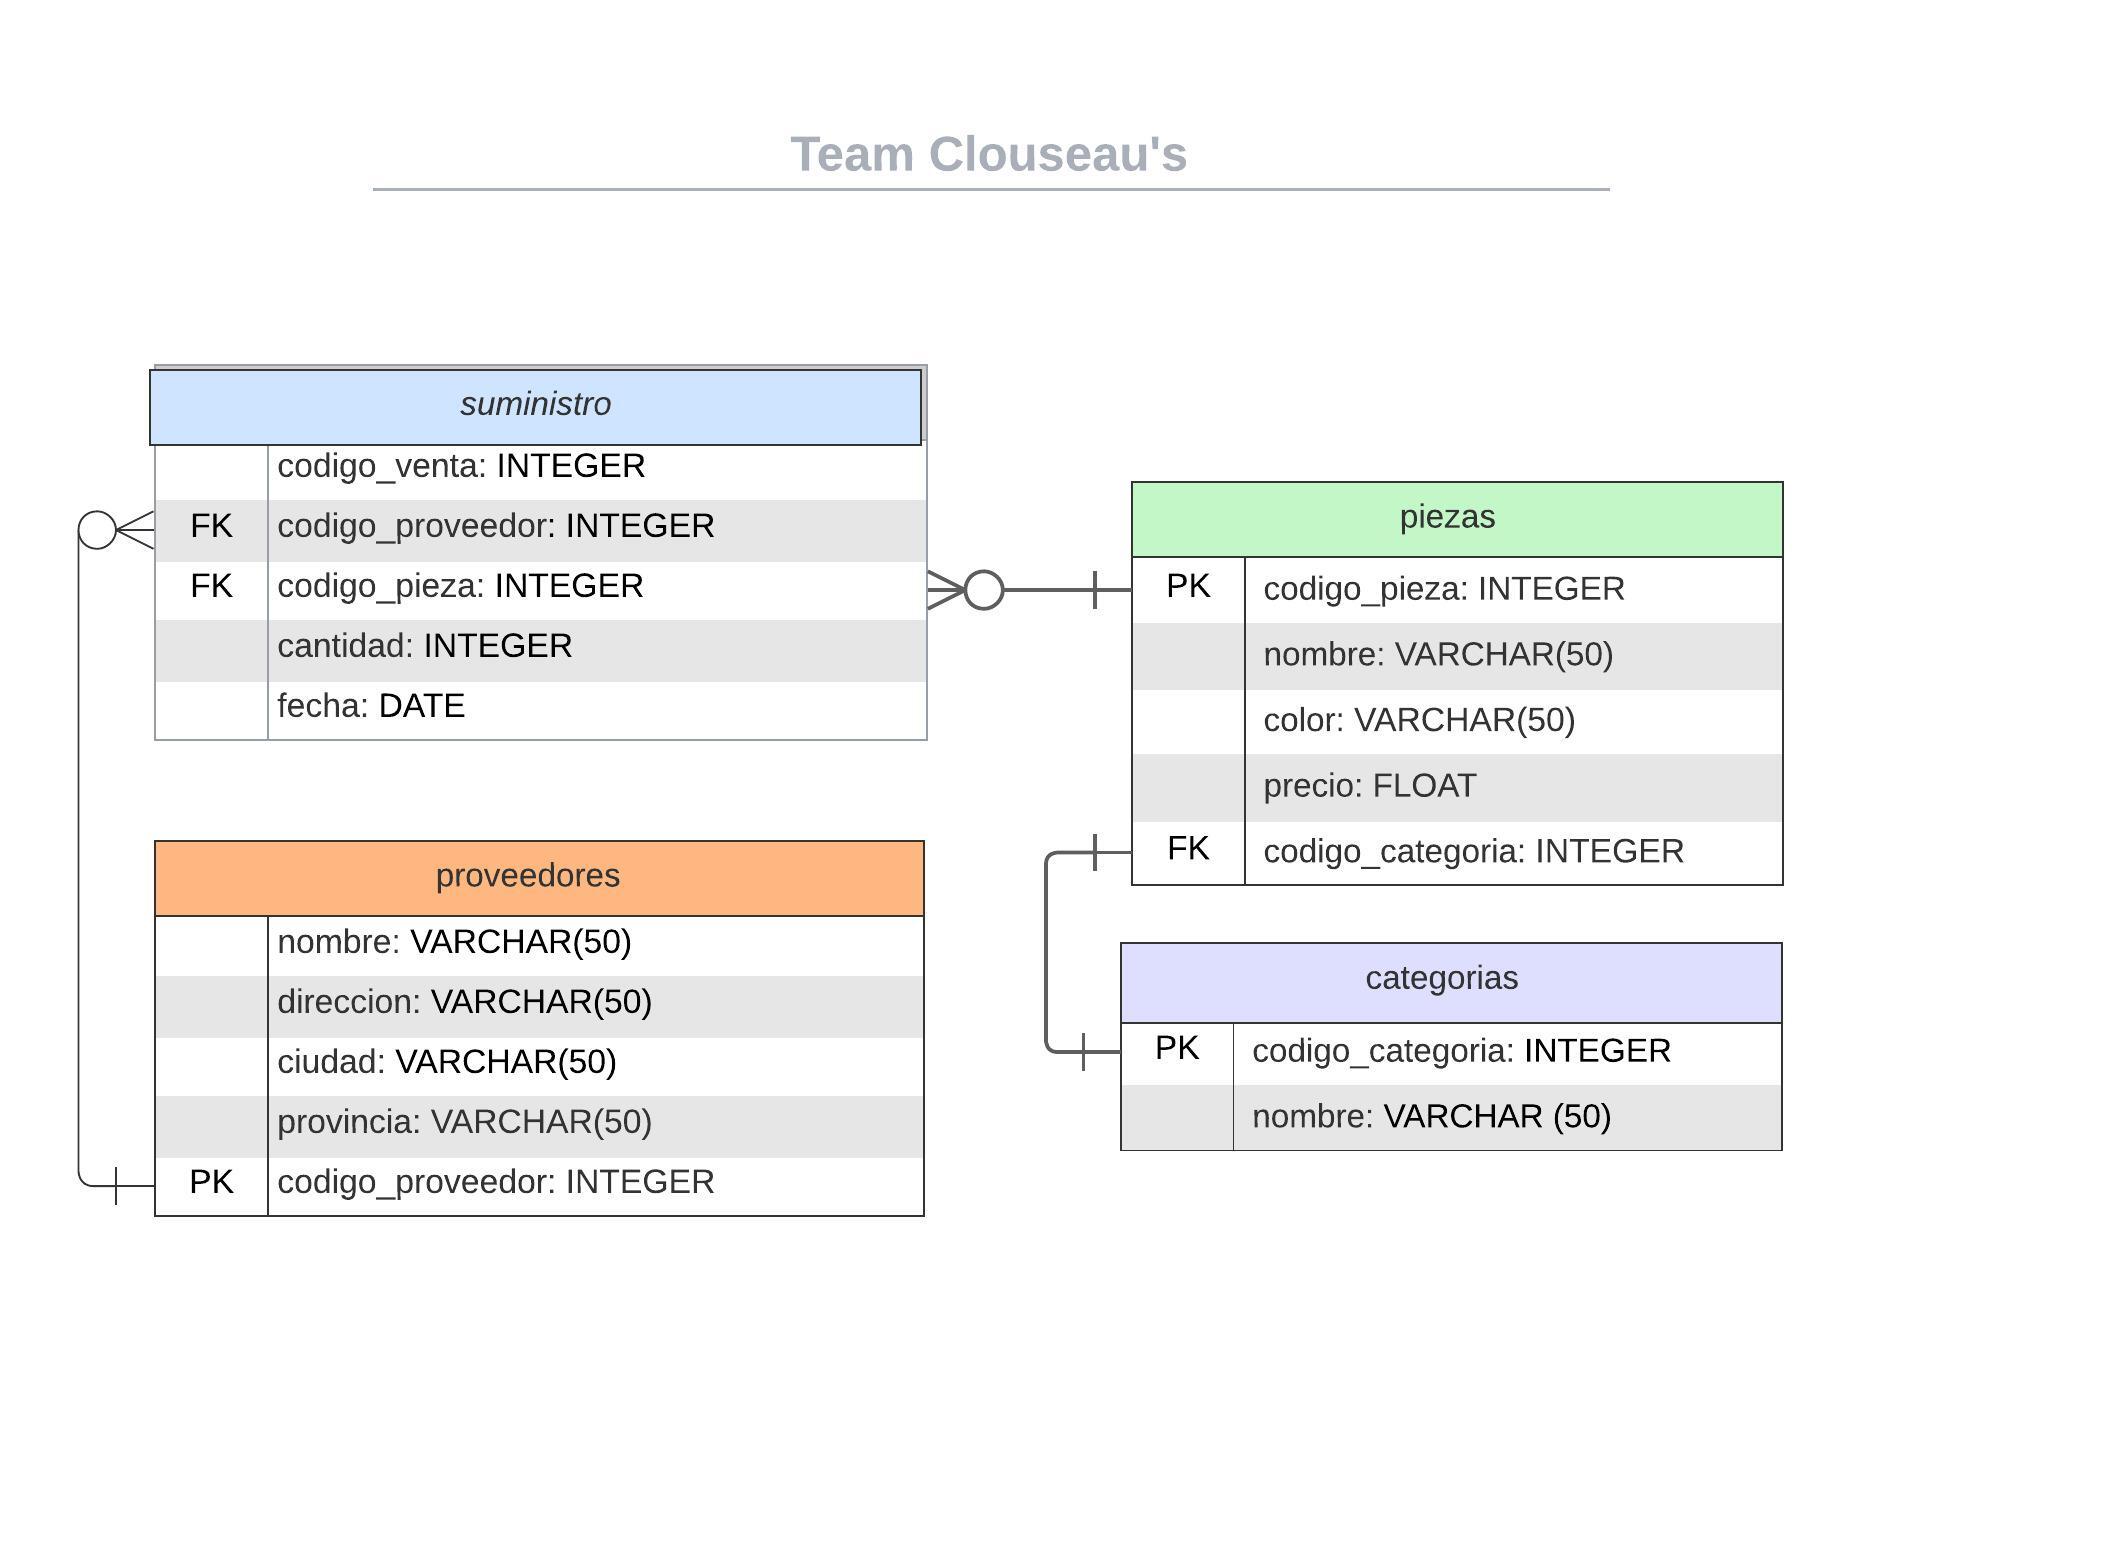 Team Clouseau's
suministro
codigo_venta: INTEGER
FK codigo_proveedor: INTEGER
FK codigo_pieza: INTEGER
cantidad: INTEGER
fecha: DATE
piezas
PK codigo_pieza: INTEGER
nombre: VARCHAR(50)
color: VARCHAR(50)
precio: FLOAT
FK codigo_categoria: INTEGER
proveedores
nombre: VARCHAR(50)
direccion: VARCHAR(50)
ciudad: VARCHAR(50)
provincia: VARCHAR(50)
PK codigo_proveedor: INTEGER
categorias
PK codigo_categoria: INTEGER
nombre: VARCHAR (50)